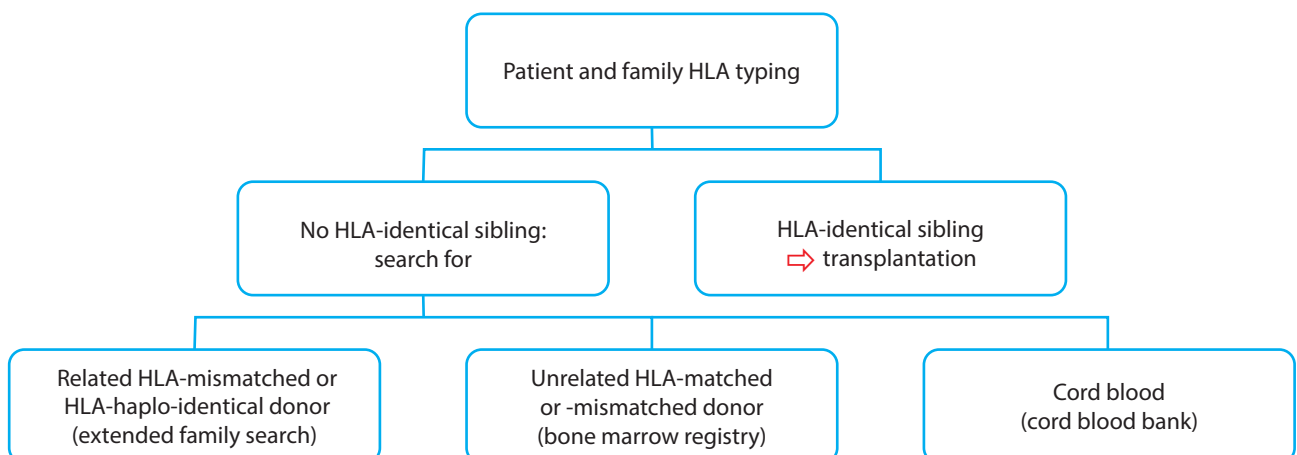 Patient and family HLA typing
No HLA-identical sibling:
search for
HLA-identical sibling
⇨ transplantation
Related HLA-mismatched or
HLA-haplo-identical donor
(extended family search)
Unrelated HLA-matched
or -mismatched donor
(bone marrow registry)
Cord blood
(cord blood bank)